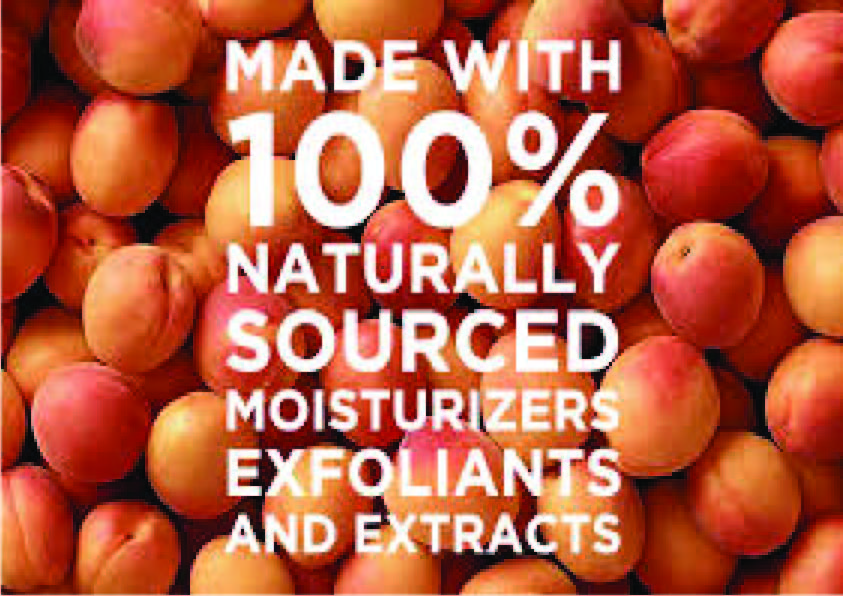 MADE WITH
100%
NATURALLY
SOURCED
MOISTURIZERS
EXFOLIANTS
AND EXTRACTS